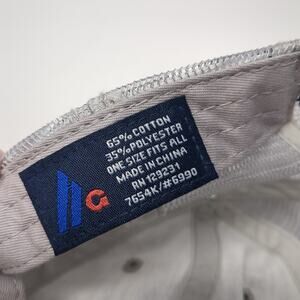 65% COTTON
35% POLYESTER
ONE SIZE FITS ALL
MADE IN CHINA
RN 129231
7654K/#6990
G